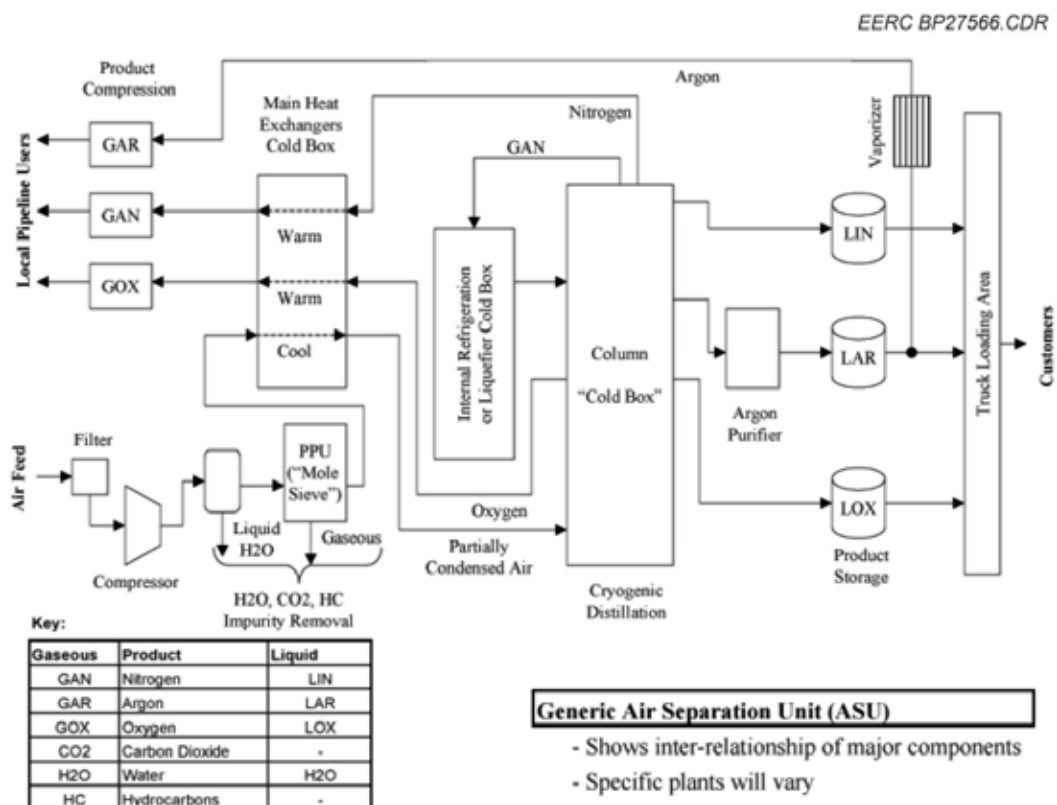 EERC BP27566.CDR
Product
Compression
Main Heat
Exchangers
Cold Box
Argon
Nitrogen
GAN
Vaporizer
Local Pipeline Users
GAR
GAN
GOX
Warm
Warm
Cool
Internal Refrigeration
or Liquefier Cold Box
Column
"Cold Box"
Argon
Purifier
LIN
LAR
LOX
Product
Storage
Truck Loading Area
Customers
Air Feed
Filter
Compressor
PPU
("Mole
Sieve")
Liquid
H2O
Gaseous
H2O, CO2, HC
Impurity Removal
Oxygen
Partially
Condensed Air
Cryogenic
Distillation
Key:
Gaseous Product Liquid
GAN Nitrogen LIN
GAR Argon LAR
GOX Oxygen LOX
CO2 Carbon Dioxide -
H2O Water H2O
HC Hydrocarbons -
Generic Air Separation Unit (ASU)
- Shows inter-relationship of major components
- Specific plants will vary